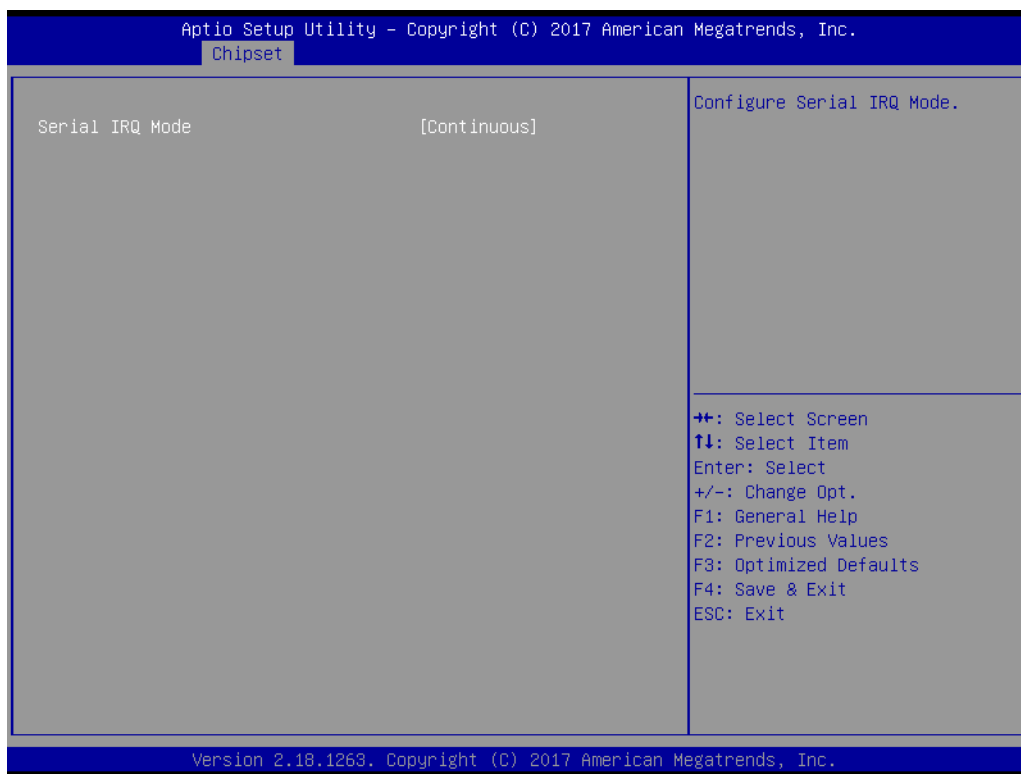 Aptio Setup Utility – Copyright (C) 2017 American Megatrends, Inc.
Chipset
Serial IRQ Mode [Continuous]
Configure Serial IRQ Mode.
→←: Select Screen
↑↓: Select Item
Enter: Select
+/-: Change Opt.
F1: General Help
F2: Previous Values
F3: Optimized Defaults
F4: Save & Exit
ESC: Exit
Version 2.18.1263. Copyright (C) 2017 American Megatrends, Inc.